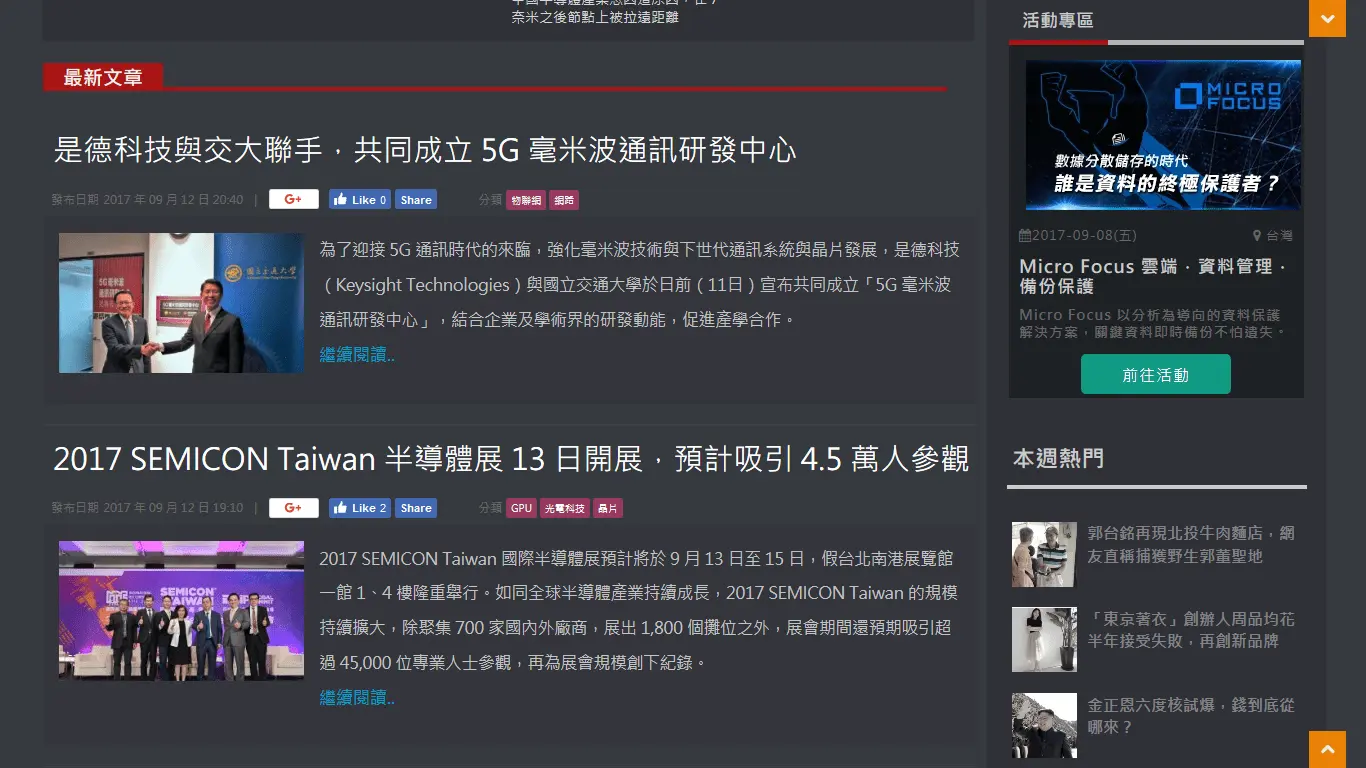 奈米之後節點上被拉遠距離
最新文章
是德科技與交大聯手，共同成立 5G 毫米波通訊研發中心
發布日期 2017 年 09 月 12 日 20:40 |
G+
Like 0
Share
分類
物聯網
網路
國立交通大學
為了迎接 5G 通訊時代的來臨，強化毫米波技術與下世代通訊系統與晶片發展，是德科技
（Keysight Technologies）與國立交通大學於日前（11日）宣布共同成立「5G 毫米波
通訊研發中心」，結合企業及學術界的研發動能，促進產學合作。
繼續閱讀..
2017 SEMICON Taiwan 半導體展 13 日開展，預計吸引 4.5 萬人參觀
發布日期 2017 年 09 月 12 日 19:10 |
G+
Like 2
Share
分類
GPU
光電科技
晶片
SEMICON
TAIWAN
2017 SEMICON Taiwan 國際半導體展預計將於 9 月 13 日至 15 日，假台北南港展覽館
一館 1、4 樓隆重舉行。如同全球半導體產業持續成長，2017 SEMICON Taiwan 的規模
持續擴大，除聚集 700 家國內外廠商，展出 1,800 個攤位之外，展會期間還預期吸引超
過 45,000 位專業人士參觀，再為展會規模創下紀錄。
繼續閱讀..
活動專區
MICRO
FOCUS
數據分散儲存的時代
誰是資料的終極保護者？
2017-09-08(五)
台灣
Micro Focus 雲端．資料管理．
備份保護
Micro Focus 以分析為導向的資料保護
解決方案，關鍵資料即時備份不怕遺失。
前往活動
本週熱門
郭台銘再現北投牛肉麵店，網
友直稱捕獲野生郭董聖地
「東京著衣」創辦人周品均花
半年接受失敗，再創新品牌
金正恩六度核試爆，錢到底從
哪來？